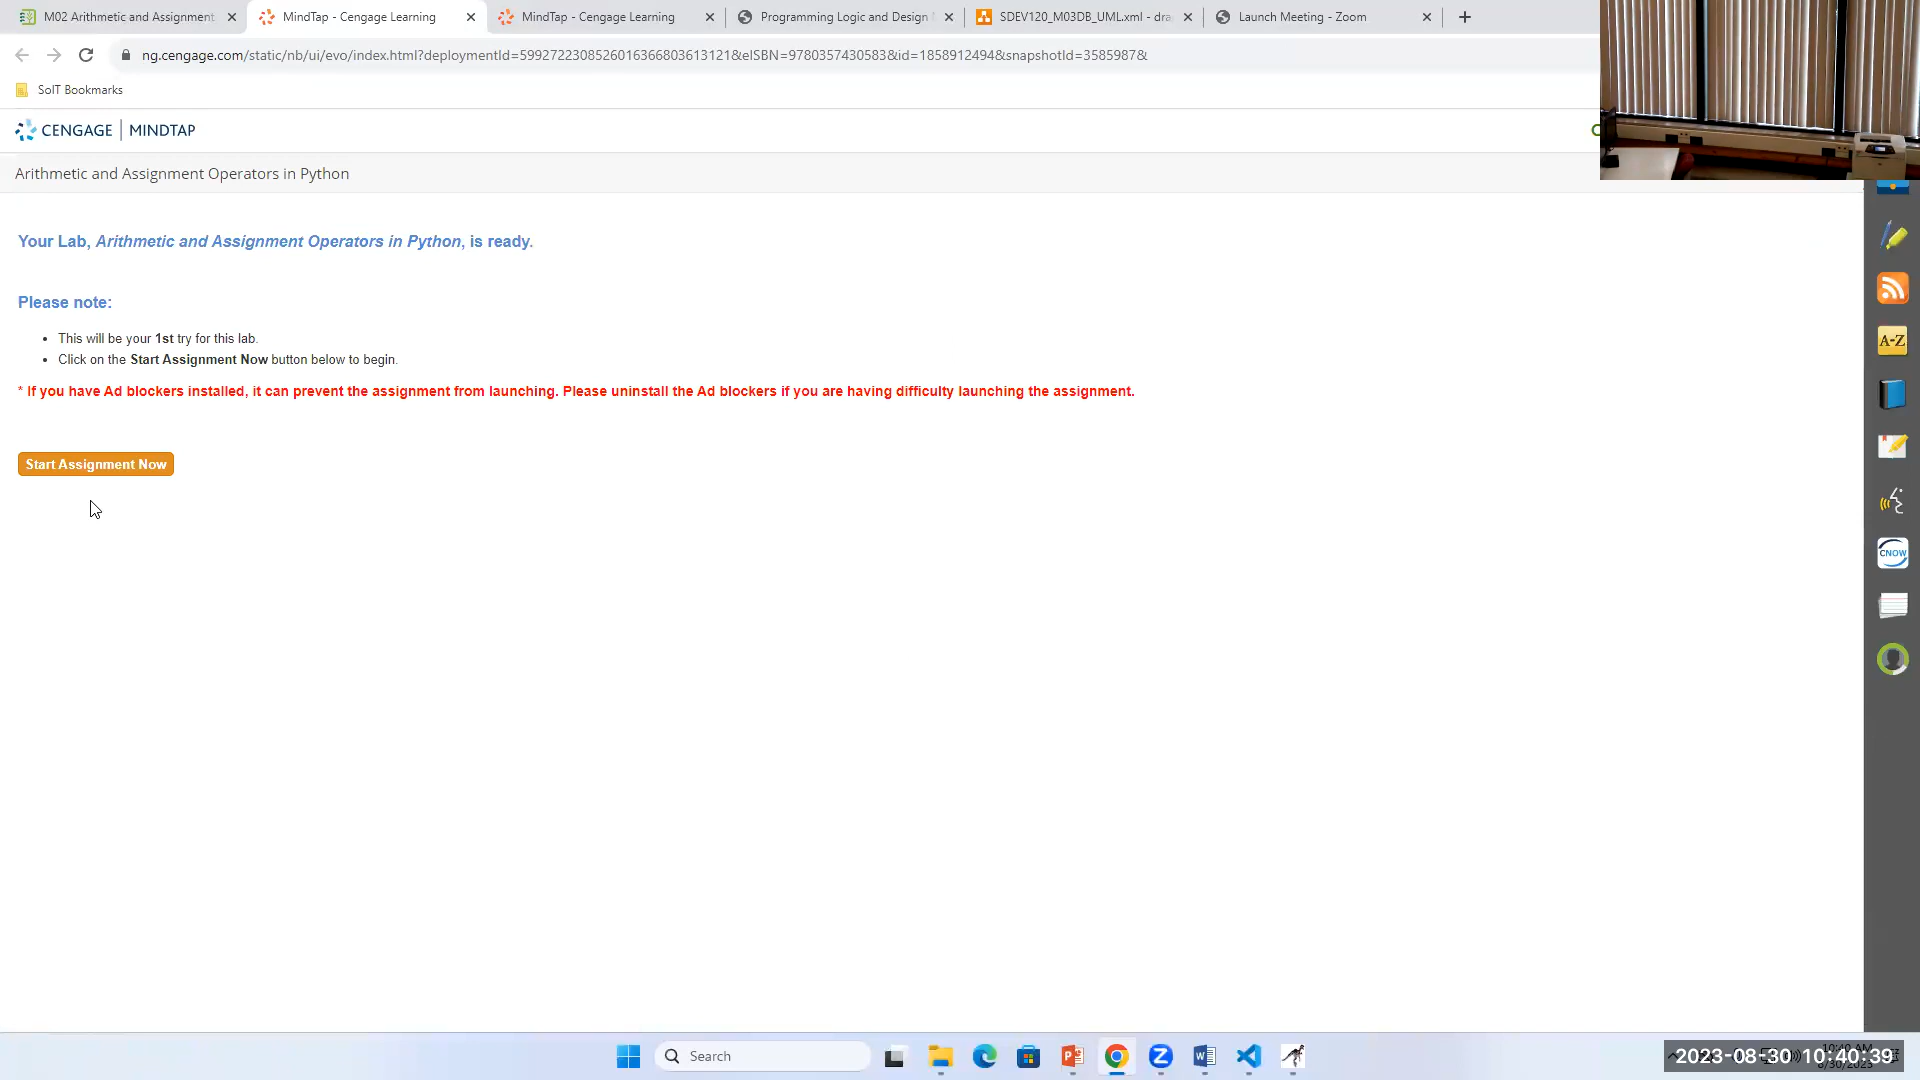 M02 Arithmetic and Assignment
MindTap - Cengage Learning
MindTap - Cengage Learning
Programming Logic and Design
SDEV120_M03DB_UML.xml - dra
Launch Meeting - Zoom
ng.cengage.com/static/nb/ui/evo/index.html?deploymentId=5992722308526016366803613121&eISBN=9780357430583&id=1858912494&snapshotId=3585987&
SoIT Bookmarks
CENGAGE | MINDTAP
Arithmetic and Assignment Operators in Python
Your Lab, Arithmetic and Assignment Operators in Python, is ready.
Please note:
• This will be your 1st try for this lab.
• Click on the Start Assignment Now button below to begin.
* If you have Ad blockers installed, it can prevent the assignment from launching. Please uninstall the Ad blockers if you are having difficulty launching the assignment.
Start Assignment Now
A-Z
CNOW
Search
2023-08-30 10:40:39